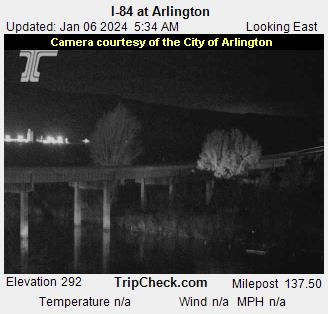 I-84 at Arlington
Updated: Jan 06 2024 5:34 AM Looking East
Camera courtesy of the City of Arlington
Elevation 292 TripCheck.com Milepost 137.50
Temperature n/a Wind n/a MPH n/a